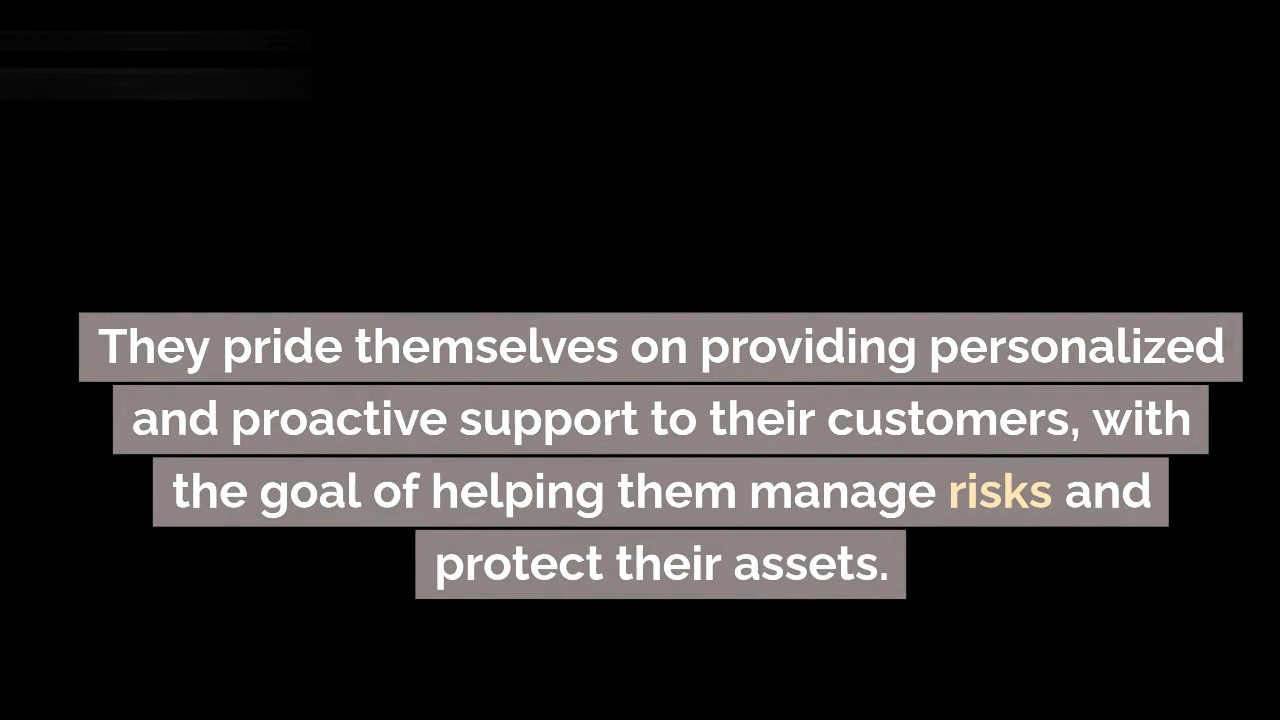 They pride themselves on providing personalized
and proactive support to their customers, with
the goal of helping them manage risks and
protect their assets.